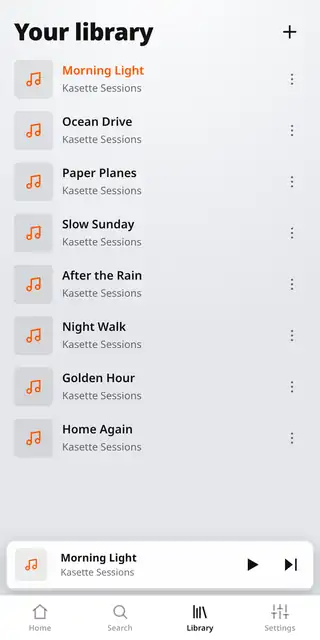 Your library
Morning Light
Kasette Sessions
Ocean Drive
Kasette Sessions
Paper Planes
Kasette Sessions
Slow Sunday
Kasette Sessions
After the Rain
Kasette Sessions
Night Walk
Kasette Sessions
Golden Hour
Kasette Sessions
Home Again
Kasette Sessions
Morning Light
Kasette Sessions
Home Search Library Settings